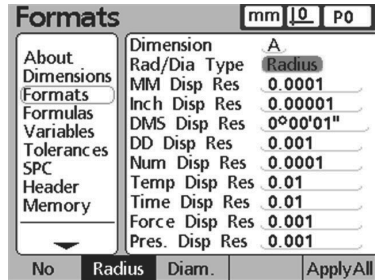 Formats mm 0 P0
About
Dimensions
Formats
Formulas
Variables
Tolerances
SPC
Header
Memory
Dimension A
Rad/Dia Type Radius
MM Disp Res 0.0001
Inch Disp Res 0.00001
DMS Disp Res 0°00'01"
DD Disp Res 0.001
Num Disp Res 0.0001
Temp Disp Res 0.01
Time Disp Res 0.01
Force Disp Res 0.001
Pres. Disp Res 0.001
No Radius Diam. Apply All